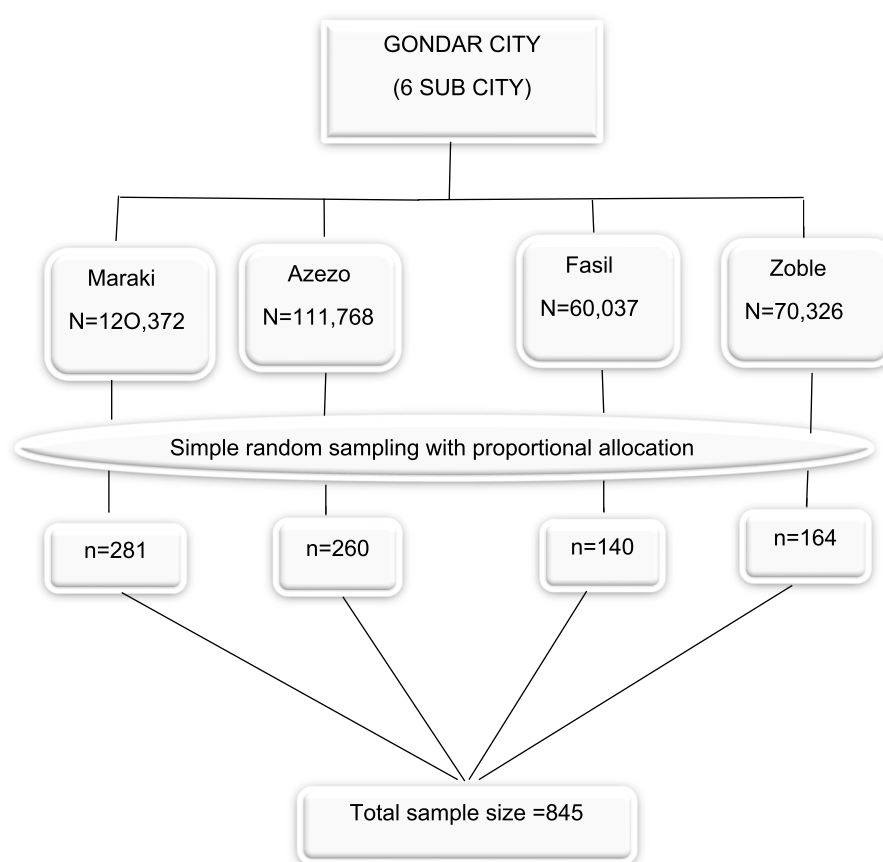 GONDAR CITY
(6 SUB CITY)
Maraki
N=12O,372
Azezo
N=111,768
Fasil
N=60,037
Zoble
N=70,326
Simple random sampling with proportional allocation
n=281
n=260
n=140
n=164
Total sample size =845